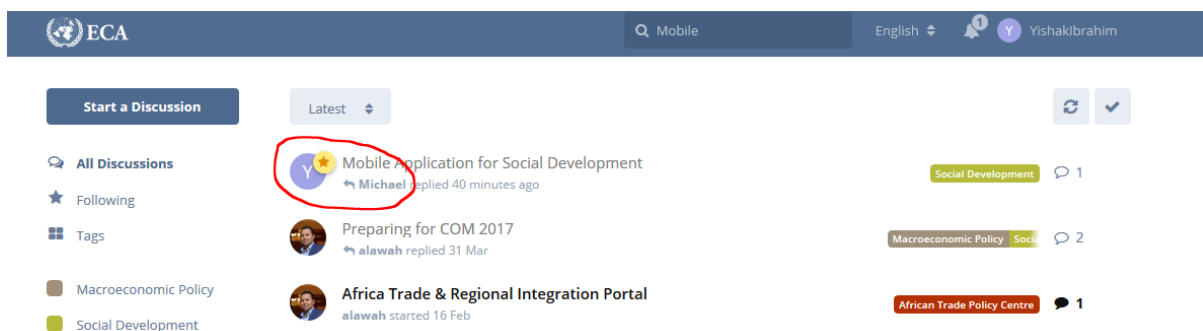 ECA
Mobile
English
1
Y
YishakIbrahim
Start a Discussion
Latest
All Discussions
Following
Tags
Macroeconomic Policy
Social Development
Y
Mobile Application for Social Development
Michael replied 40 minutes ago
Social Development
1
Preparing for COM 2017
alawah replied 31 Mar
Macroeconomic Policy
2
Africa Trade & Regional Integration Portal
alawah started 16 Feb
African Trade Policy Centre
1